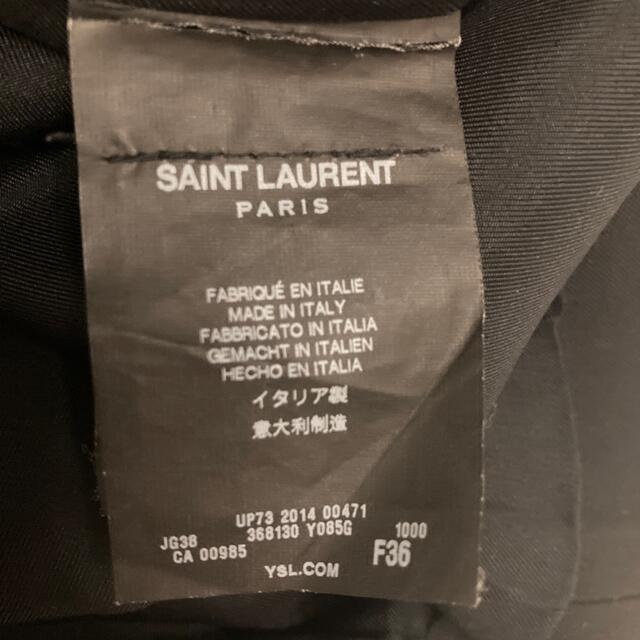 SAINT LAURENT
PARIS
FABRIQUÉ EN ITALIE
MADE IN ITALY
FABBRICATO IN ITALIA
GEMACHT IN ITALIEN
HECHO EN ITALIA
イタリア製
意大利制造
UP73 2014 00471
JG38 368130 Y085G 1000
CA 00985 F36
YSL.COM